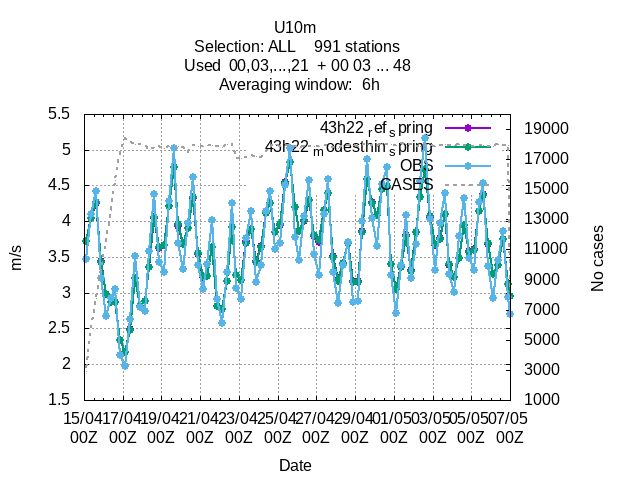 U10m
Selection: ALL 991 stations
Used 00,03,...,21 + 00 03 ... 48
Averaging window: 6h
43h22_ref_spring
43h22_modesthin_spring
OBS
CASES
5.5
5
4.5
4
3.5
3
2.5
2
1.5
m/s
19000
17000
15000
13000
11000
9000
7000
5000
3000
1000
No cases
15/04 17/04 19/04 21/04 23/04 25/04 27/04 29/04 01/05 03/05 05/05 07/05
00Z 00Z 00Z 00Z 00Z 00Z 00Z 00Z 00Z 00Z 00Z 00Z
Date